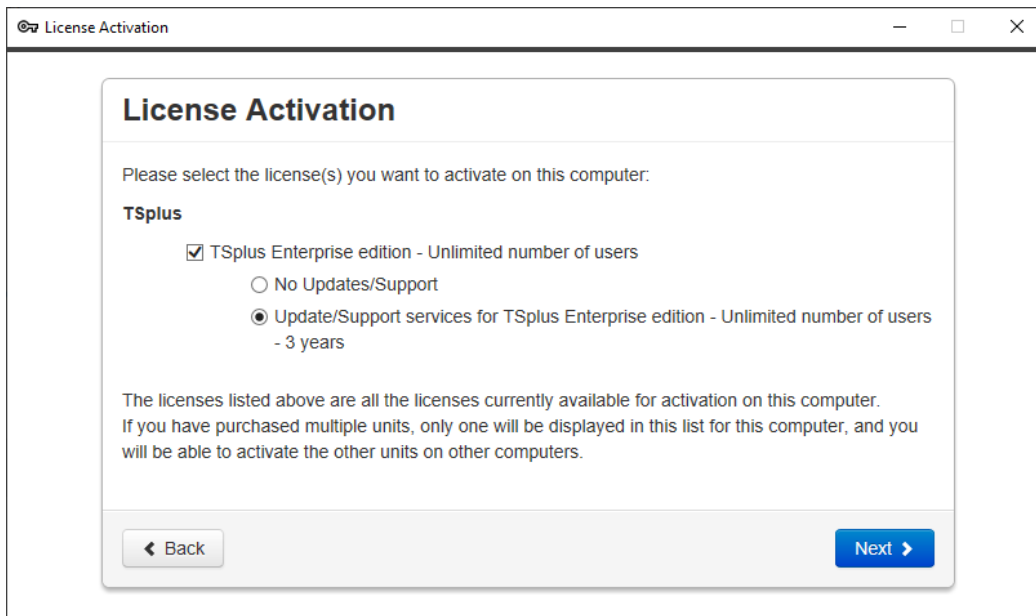 License Activation
License Activation
Please select the license(s) you want to activate on this computer:
TSplus
TSplus Enterprise edition - Unlimited number of users
No Updates/Support
Update/Support services for TSplus Enterprise edition - Unlimited number of users
- 3 years
The licenses listed above are all the licenses currently available for activation on this computer.
If you have purchased multiple units, only one will be displayed in this list for this computer, and you
will be able to activate the other units on other computers.
Back
Next